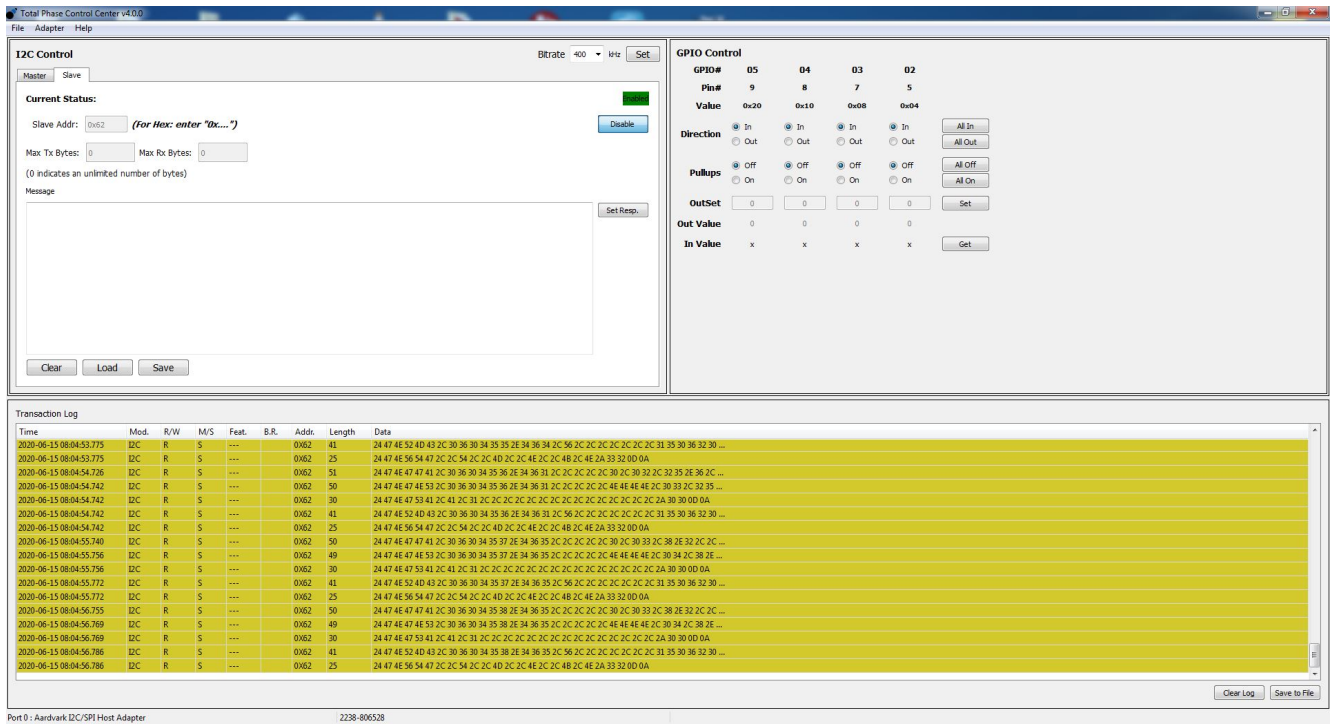 Total Phase Control Center v4.0.0
File Adapter Help
I2C Control
Bitrate 400 kHz Set
Master Slave
Current Status:
Enabled
Slave Addr: 0x62 (For Hex: enter "0x....")
Disable
Max Tx Bytes: 0 Max Rx Bytes: 0
(0 indicates an unlimited number of bytes)
Message
Set Resp.
Clear Load Save
GPIO Control
GPIO# 05 04 03 02
Pin# 9 8 7 5
Value 0x20 0x10 0x08 0x04
Direction
In In In In All In
Out Out Out Out All Out
Pullups
Off Off Off Off All Off
On On On On All On
OutSet 0 0 0 0 Set
Out Value 0 0 0 0
In Value x x x x Get
Transaction Log
Time Mod. R/W M/S Feat. B.R. Addr. Length Data
2020-06-15 08:04:53.775 I2C R S --- 0X62 41 24 47 4E 52 4D 43 2C 30 36 30 34 35 35 2E 34 36 34 2C 56 2C 2C 2C 2C 2C 2C 2C 31 35 30 36 32 30 ...
2020-06-15 08:04:53.775 I2C R S --- 0X62 25 24 47 4E 56 54 47 2C 2C 54 2C 2C 4D 2C 2C 4E 2C 2C 4B 2C 4E 2A 33 32 0D 0A
2020-06-15 08:04:54.726 I2C R S --- 0X62 51 24 47 4E 47 47 41 2C 30 36 30 34 35 36 2E 34 36 31 2C 2C 2C 2C 2C 30 2C 30 32 2C 32 35 2E 36 2C ...
2020-06-15 08:04:54.742 I2C R S --- 0X62 50 24 47 4E 47 4E 53 2C 30 36 30 34 35 36 2E 34 36 31 2C 2C 2C 2C 2C 4E 4E 4E 4E 2C 30 33 2C 32 35 ...
2020-06-15 08:04:54.742 I2C R S --- 0X62 30 24 47 4E 47 53 41 2C 41 2C 31 2C 2C 2C 2C 2C 2C 2C 2C 2C 2C 2C 2C 2C 2C 2C 2A 30 30 0D 0A
2020-06-15 08:04:54.742 I2C R S --- 0X62 41 24 47 4E 52 4D 43 2C 30 36 30 34 35 36 2E 34 36 31 2C 56 2C 2C 2C 2C 2C 2C 2C 31 35 30 36 32 30 ...
2020-06-15 08:04:54.742 I2C R S --- 0X62 25 24 47 4E 56 54 47 2C 2C 54 2C 2C 4D 2C 2C 4E 2C 2C 4B 2C 4E 2A 33 32 0D 0A
2020-06-15 08:04:55.740 I2C R S --- 0X62 50 24 47 4E 47 47 41 2C 30 36 30 34 35 37 2E 34 36 35 2C 2C 2C 2C 2C 30 2C 30 33 2C 38 2E 32 2C 2C ...
2020-06-15 08:04:55.756 I2C R S --- 0X62 49 24 47 4E 47 4E 53 2C 30 36 30 34 35 37 2E 34 36 35 2C 2C 2C 2C 2C 4E 4E 4E 4E 2C 30 34 2C 38 2E ...
2020-06-15 08:04:55.756 I2C R S --- 0X62 30 24 47 4E 47 53 41 2C 41 2C 31 2C 2C 2C 2C 2C 2C 2C 2C 2C 2C 2C 2C 2C 2C 2C 2A 30 30 0D 0A
2020-06-15 08:04:55.772 I2C R S --- 0X62 41 24 47 4E 52 4D 43 2C 30 36 30 34 35 37 2E 34 36 35 2C 56 2C 2C 2C 2C 2C 2C 2C 31 35 30 36 32 30 ...
2020-06-15 08:04:55.772 I2C R S --- 0X62 25 24 47 4E 56 54 47 2C 2C 54 2C 2C 4D 2C 2C 4E 2C 2C 4B 2C 4E 2A 33 32 0D 0A
2020-06-15 08:04:56.755 I2C R S --- 0X62 50 24 47 4E 47 47 41 2C 30 36 30 34 35 38 2E 34 36 35 2C 2C 2C 2C 2C 30 2C 30 33 2C 38 2E 32 2C 2C ...
2020-06-15 08:04:56.769 I2C R S --- 0X62 49 24 47 4E 47 4E 53 2C 30 36 30 34 35 38 2E 34 36 35 2C 2C 2C 2C 2C 4E 4E 4E 4E 2C 30 34 2C 38 2E ...
2020-06-15 08:04:56.769 I2C R S --- 0X62 30 24 47 4E 47 53 41 2C 41 2C 31 2C 2C 2C 2C 2C 2C 2C 2C 2C 2C 2C 2C 2C 2C 2C 2A 30 30 0D 0A
2020-06-15 08:04:56.786 I2C R S --- 0X62 41 24 47 4E 52 4D 43 2C 30 36 30 34 35 38 2E 34 36 35 2C 56 2C 2C 2C 2C 2C 2C 2C 31 35 30 36 32 30 ...
2020-06-15 08:04:56.786 I2C R S --- 0X62 25 24 47 4E 56 54 47 2C 2C 54 2C 2C 4D 2C 2C 4E 2C 2C 4B 2C 4E 2A 33 32 0D 0A
Clear Log Save to File
Port 0 : Aardvark I2C/SPI Host Adapter 2238-806528